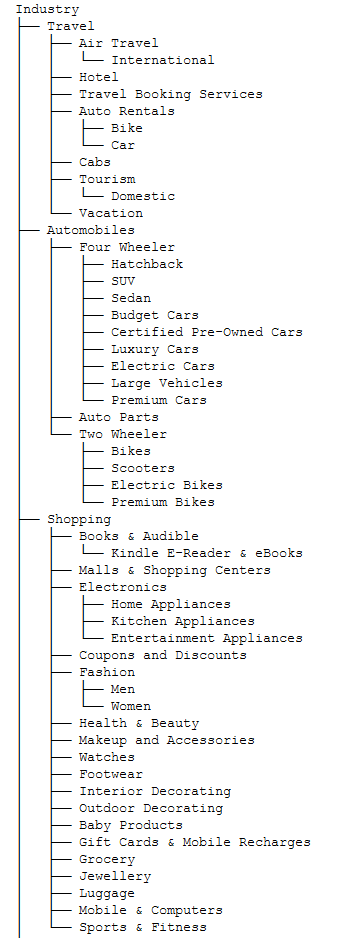 Industry
Travel
Air Travel
International
Hotel
Travel Booking Services
Auto Rentals
Bike
Car
Cabs
Tourism
Domestic
Vacation
Automobiles
Four Wheeler
Hatchback
SUV
Sedan
Budget Cars
Certified Pre-Owned Cars
Luxury Cars
Electric Cars
Large Vehicles
Premium Cars
Auto Parts
Two Wheeler
Bikes
Scooters
Electric Bikes
Premium Bikes
Shopping
Books & Audible
Kindle E-Reader & eBooks
Malls & Shopping Centers
Electronics
Home Appliances
Kitchen Appliances
Entertainment Appliances
Coupons and Discounts
Fashion
Men
Women
Health & Beauty
Makeup and Accessories
Watches
Footwear
Interior Decorating
Outdoor Decorating
Baby Products
Gift Cards & Mobile Recharges
Grocery
Jewellery
Luggage
Mobile & Computers
Sports & Fitness